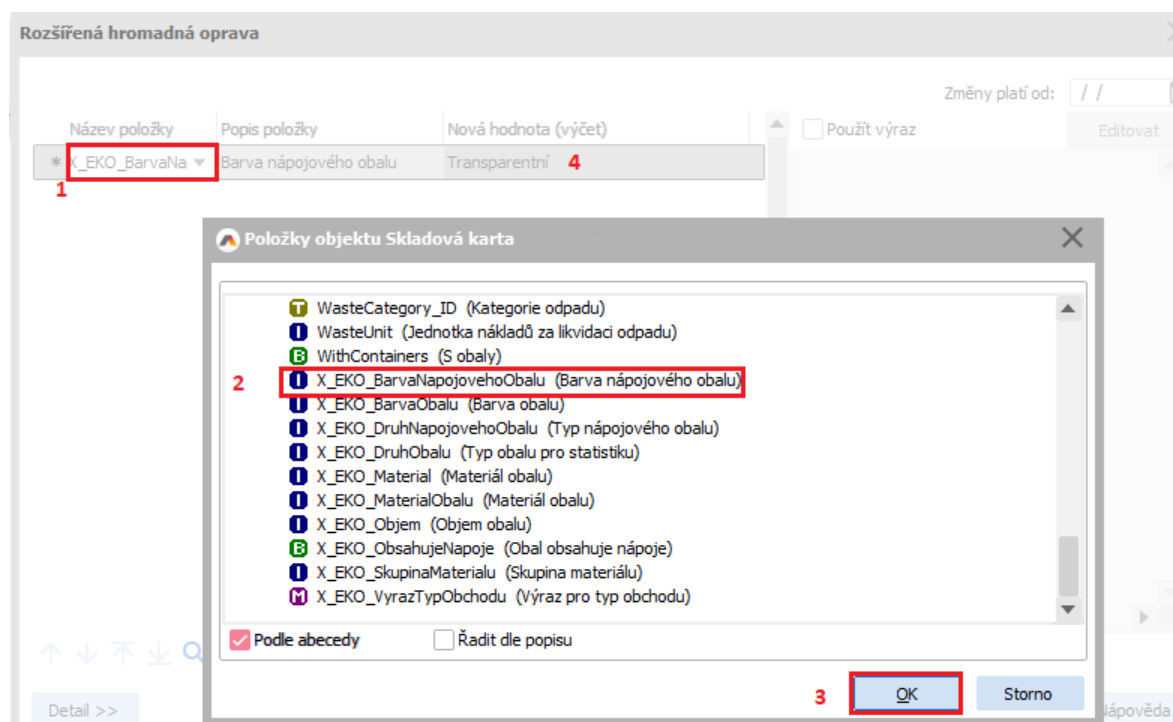 Rozšířená hromadná oprava
Změny platí od: / /
Název položky Popis položky Nová hodnota (výčet) Použít výraz Editovat
* X_EKO_BarvaNa Barva nápojového obalu Transparentní 4
1
Položky objektu Skladová karta
T WasteCategory_ID (Kategorie odpadu)
I WasteUnit (Jednotka nákladů za likvidaci odpadu)
B WithContainers (S obaly)
2 I X_EKO_BarvaNapojovehoObalu (Barva nápojového obalu)
I X_EKO_BarvaObalu (Barva obalu)
I X_EKO_DruhNapojovehoObalu (Typ nápojového obalu)
I X_EKO_DruhObalu (Typ obalu pro statistiku)
I X_EKO_Material (Materiál obalu)
I X_EKO_MaterialObalu (Materiál obalu)
I X_EKO_Objem (Objem obalu)
B X_EKO_ObsahujeNapoje (Obal obsahuje nápoje)
I X_EKO_SkupinaMaterialu (Skupina materiálu)
M X_EKO_VyrazTypObchodu (Výraz pro typ obchodu)
Podle abecedy Řadit dle popisu
3 OK Storno
Detail >> Nápověda